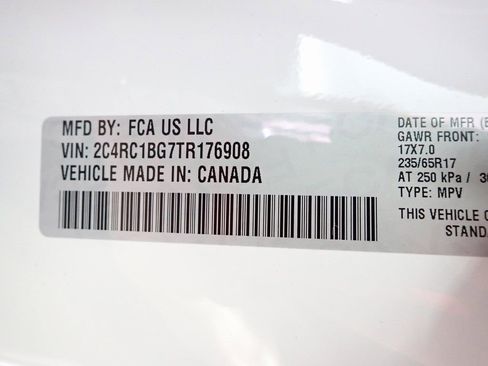 MFD BY: FCA US LLC
VIN: 2C4RC1BG7TR176908
VEHICLE MADE IN: CANADA
DATE OF MFR (
GAWR FRONT:
17X7.0
235/65R17
AT 250 kPa /
TYPE: MPV
THIS VEHICLE
STAND